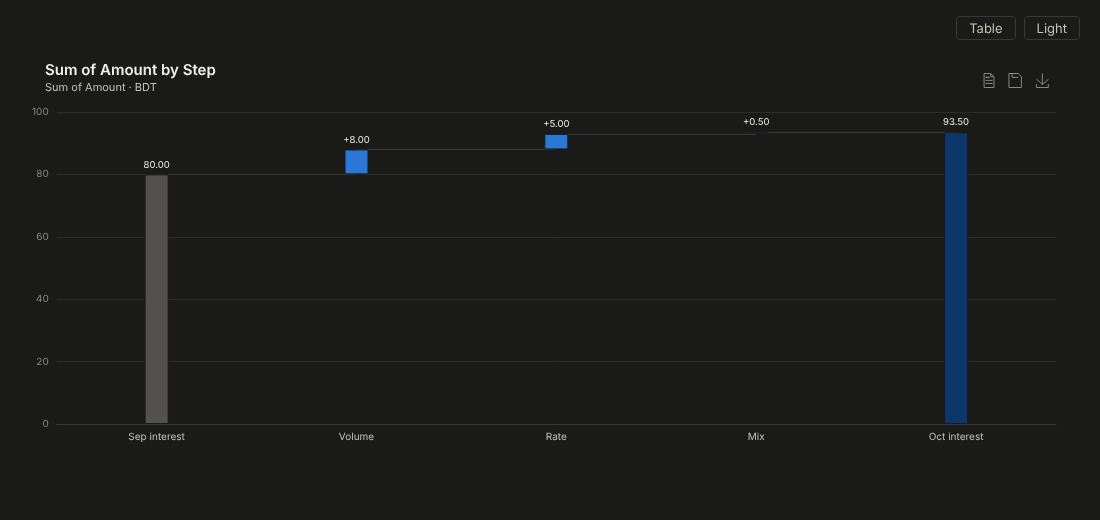 Table Light
Sum of Amount by Step
Sum of Amount · BDT
100
80
60
40
20
0
80.00
+8.00
+5.00
+0.50
93.50
Sep interest Volume Rate Mix Oct interest